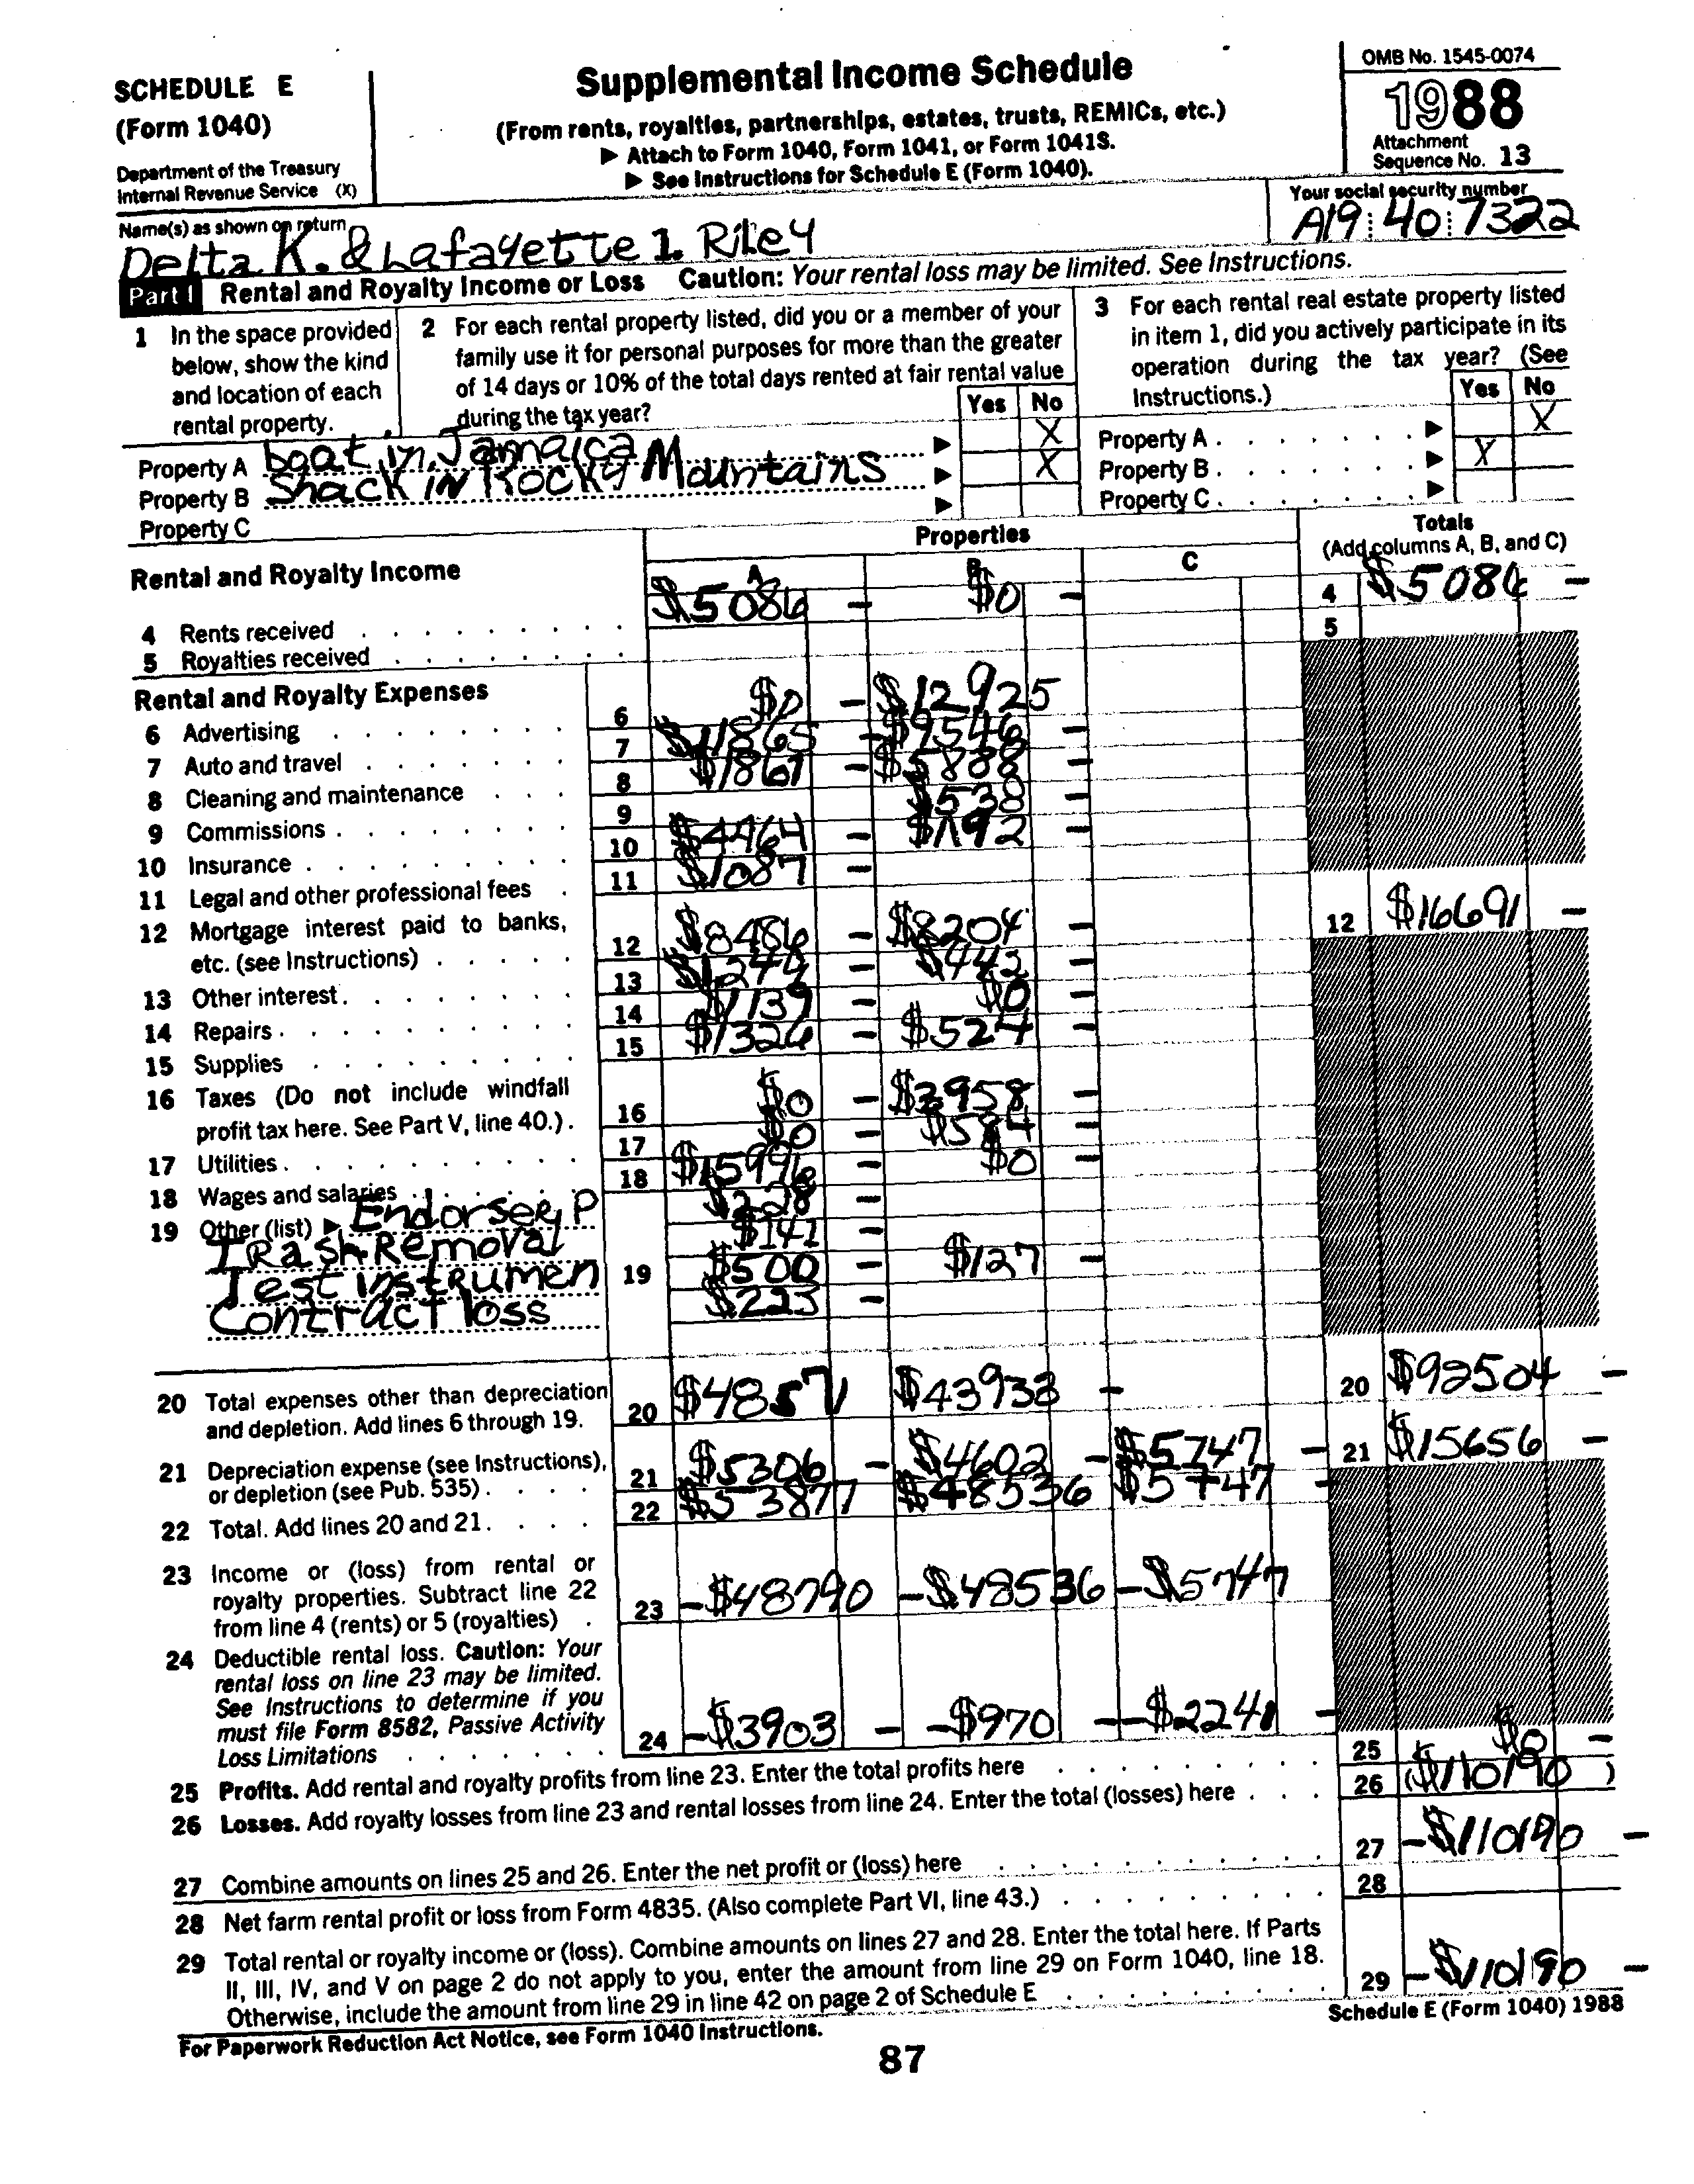 SCHEDULE E
(Form 1040)
Department of the Treasury
Internal Revenue Service (X)
Supplemental Income Schedule
(From rents, royalties, partnerships, estates, trusts, REMICs, etc.)
▶ Attach to Form 1040, Form 1041, or Form 1041S.
▶ See Instructions for Schedule E (Form 1040).
OMB No. 1545-0074
1988
Attachment
Sequence No. 13
Name(s) as shown on return
Delta K. & Lafayette I. Riley
Your social security number
A19 40 7322
Part I Rental and Royalty Income or Loss Caution: Your rental loss may be limited. See Instructions.
1 In the space provided
below, show the kind
and location of each
rental property.
2 For each rental property listed, did you or a member of your
family use it for personal purposes for more than the greater
of 14 days or 10% of the total days rented at fair rental value
during the tax year?
Yes No
3 For each rental real estate property listed
in item 1, did you actively participate in its
operation during the tax year? (See
Instructions.)
Yes No
Property A boat in Jamaica ▶ X Property A ▶ X
Property B Shack in Rocky Mountains ▶ X Property B ▶ X
Property C ▶ Property C ▶
Properties
Totals
(Add columns A, B, and C)
Rental and Royalty Income A B C
4 Rents received $5086 – $0 – 4 $5086 –
5 Royalties received 5
Rental and Royalty Expenses
6 Advertising 6 $0 – $12925
7 Auto and travel 7 $11865 – $9546 –
8 Cleaning and maintenance 8 $1867 – $5888 –
9 Commissions 9 $538 –
10 Insurance 10 $4464 – $1192 –
11 Legal and other professional fees 11 $1087 –
12 Mortgage interest paid to banks,
etc. (see Instructions) 12 $8486 – $8204 – 12 $16691 –
13 Other interest 13 – $443 –
14 Repairs 14 $1139 – $0 –
15 Supplies 15 $1326 – $524 –
16 Taxes (Do not include windfall
profit tax here. See Part V, line 40.) 16 $0 – $3958 –
17 Utilities 17 $0 – $584 –
18 Wages and salaries 18 $15946 – $0 –
19 Other (list) ▶ Endorser, P $228 –
Trash Removal $141 –
Test instrumen 19 $500 – $127 –
Contract loss $223 –
20 Total expenses other than depreciation
and depletion. Add lines 6 through 19. 20 $48571 $43933 – 20 $92504 –
21 Depreciation expense (see Instructions),
or depletion (see Pub. 535) 21 $5306 – $4602 – $5747 – 21 $15656 –
22 Total. Add lines 20 and 21 22 $53877 $48536 $5747 –
23 Income or (loss) from rental or
royalty properties. Subtract line 22
from line 4 (rents) or 5 (royalties) 23 –$48790 –$48536 –$5747
24 Deductible rental loss. Caution: Your
rental loss on line 23 may be limited.
See Instructions to determine if you
must file Form 8582, Passive Activity
Loss Limitations 24 –$3903 – –$970 – –$2241 –
25 Profits. Add rental and royalty profits from line 23. Enter the total profits here 25 $0 –
26 Losses. Add royalty losses from line 23 and rental losses from line 24. Enter the total (losses) here 26 ($110190)
27 Combine amounts on lines 25 and 26. Enter the net profit or (loss) here 27 –$110190 –
28 Net farm rental profit or loss from Form 4835. (Also complete Part VI, line 43.) 28
29 Total rental or royalty income or (loss). Combine amounts on lines 27 and 28. Enter the total here. If Parts
II, III, IV, and V on page 2 do not apply to you, enter the amount from line 29 on Form 1040, line 18.
Otherwise, include the amount from line 29 in line 42 on page 2 of Schedule E 29 –$110190 –
For Paperwork Reduction Act Notice, see Form 1040 Instructions.
Schedule E (Form 1040) 1988
87